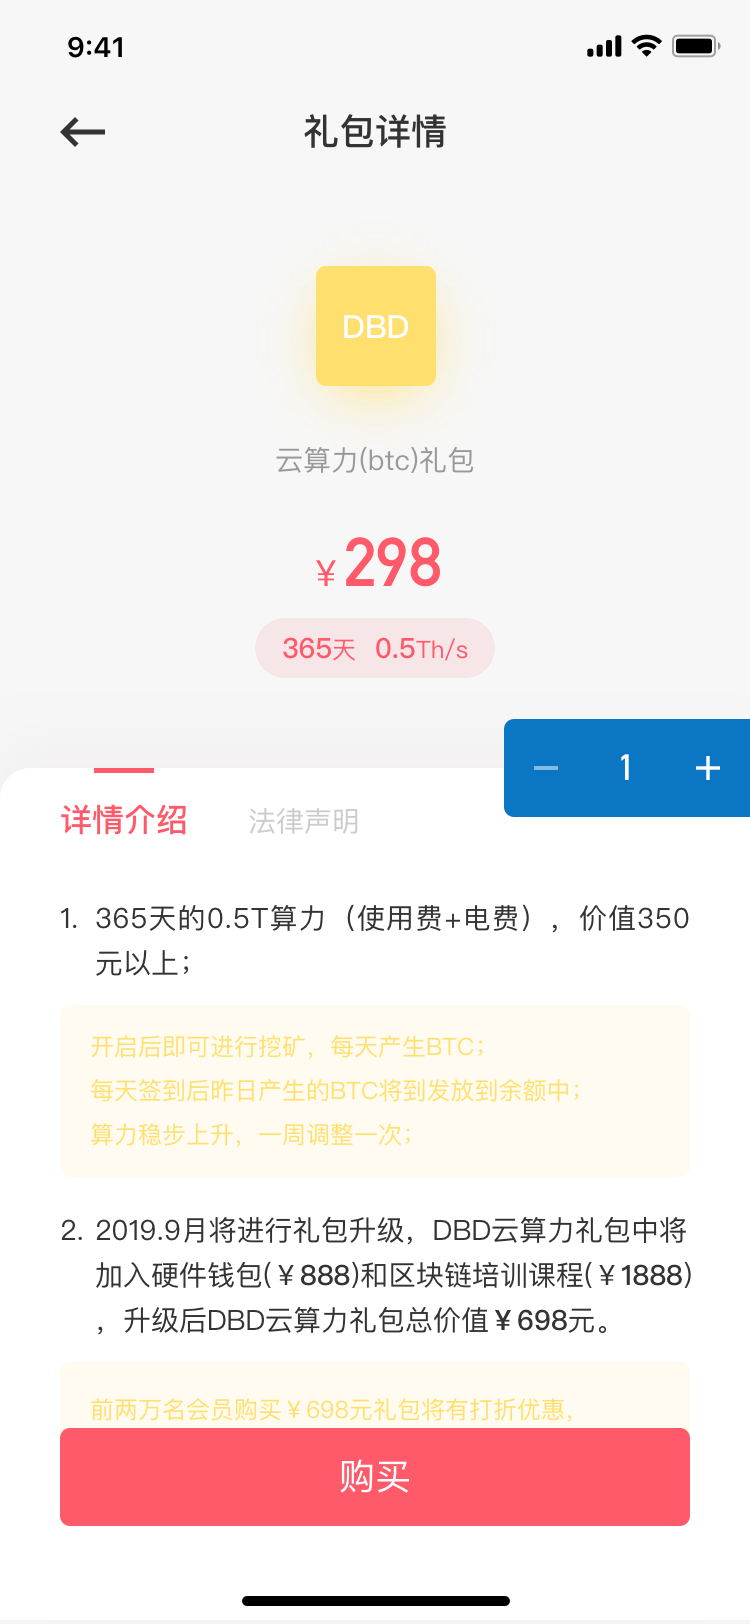 9:41
礼包详情
DBD
云算力(btc)礼包
¥298
365天 0.5Th/s
1
详情介绍 法律声明
1. 365天的0.5T算力（使用费+电费），价值350
元以上；
开启后即可进行挖矿，每天产生BTC；
每天签到后昨日产生的BTC将到发放到余额中；
算力稳步上升，一周调整一次；
2. 2019.9月将进行礼包升级，DBD云算力礼包中将
加入硬件钱包(￥888)和区块链培训课程(￥1888)
，升级后DBD云算力礼包总价值￥698元。
前两万名会员购买￥698元礼包将有打折优惠，
购买